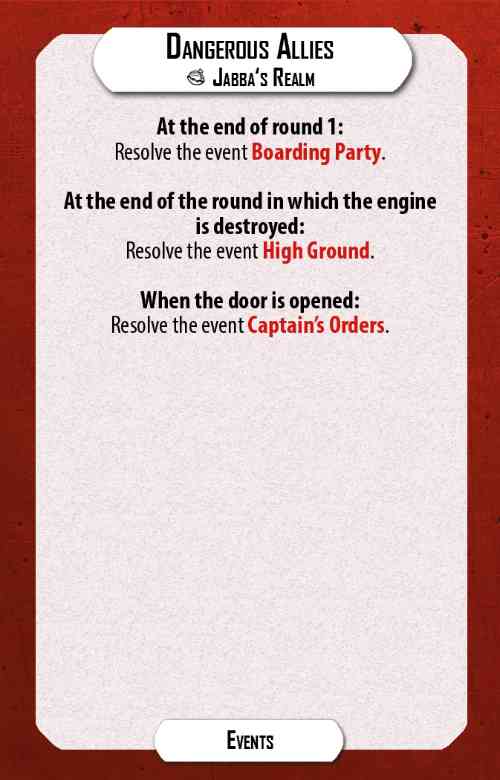 Dangerous Allies
Jabba's Realm
At the end of round 1:
Resolve the event Boarding Party.
At the end of the round in which the engine
is destroyed:
Resolve the event High Ground.
When the door is opened:
Resolve the event Captain's Orders.
Events